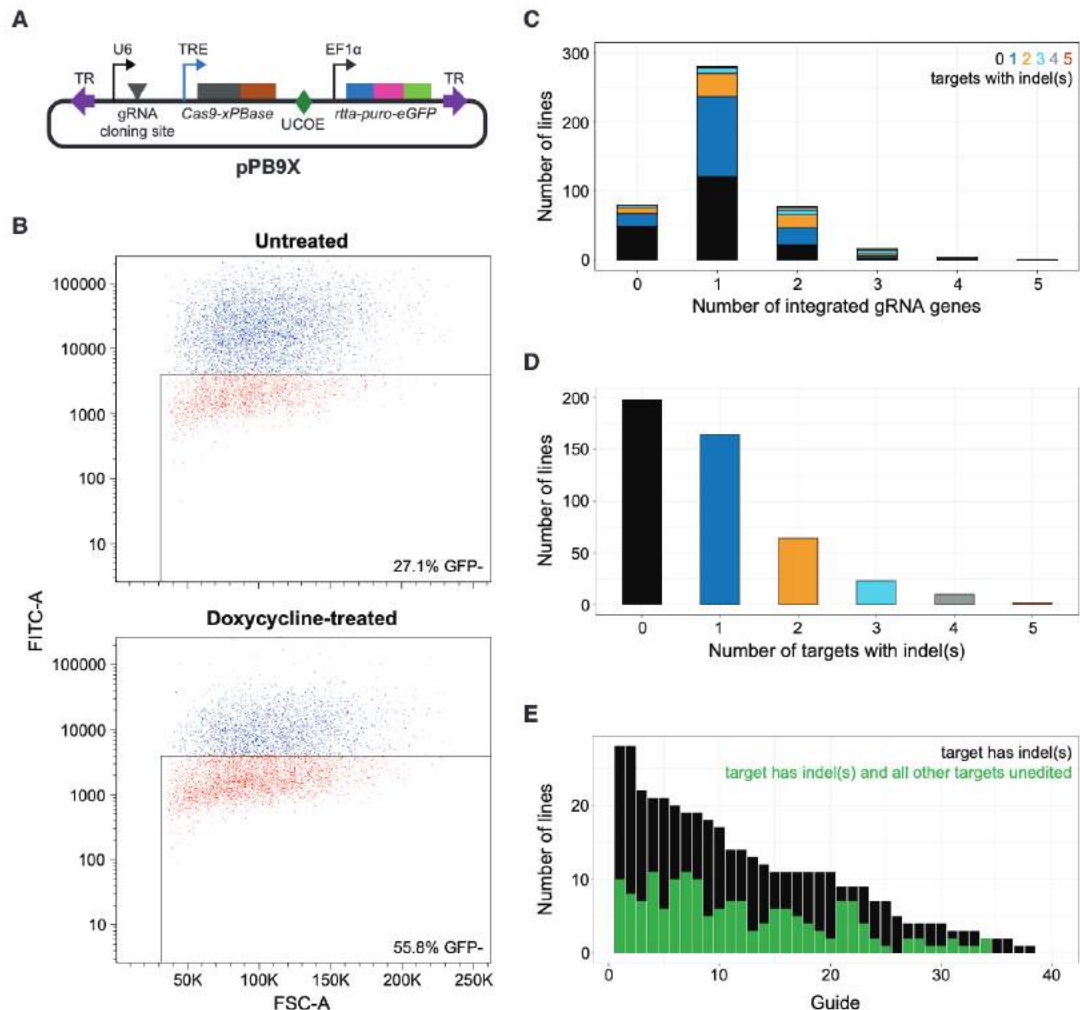 A
U6
TRE
EF1α
TR
TR
gRNA
cloning site
Cas9-xPBase
UCOE
rtta-puro-eGFP
pPB9X
B
Untreated
100000
10000
1000
100
10
27.1% GFP-
FITC-A
Doxycycline-treated
100000
10000
1000
100
10
55.8% GFP-
50K 100K 150K 200K 250K
FSC-A
C
300
200
100
0
Number of lines
0 1 2 3 4 5
targets with indel(s)
0 1 2 3 4 5
Number of integrated gRNA genes
D
200
150
100
50
0
Number of lines
0 1 2 3 4 5
Number of targets with indel(s)
E
target has indel(s)
target has indel(s) and all other targets unedited
20
10
0
Number of lines
0 10 20 30 40
Guide